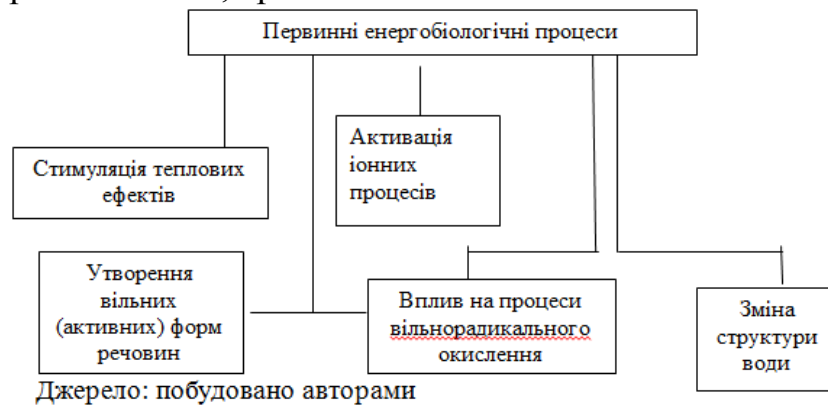 Первинні енергобіологічні процеси
Активація
іонних
процесів
Стимуляція теплових
ефектів
Утворення
вільних
(активних) форм
речовин
Вплив на процеси
вільнорадикального
окислення
Зміна
структури
води
Джерело: побудовано авторами